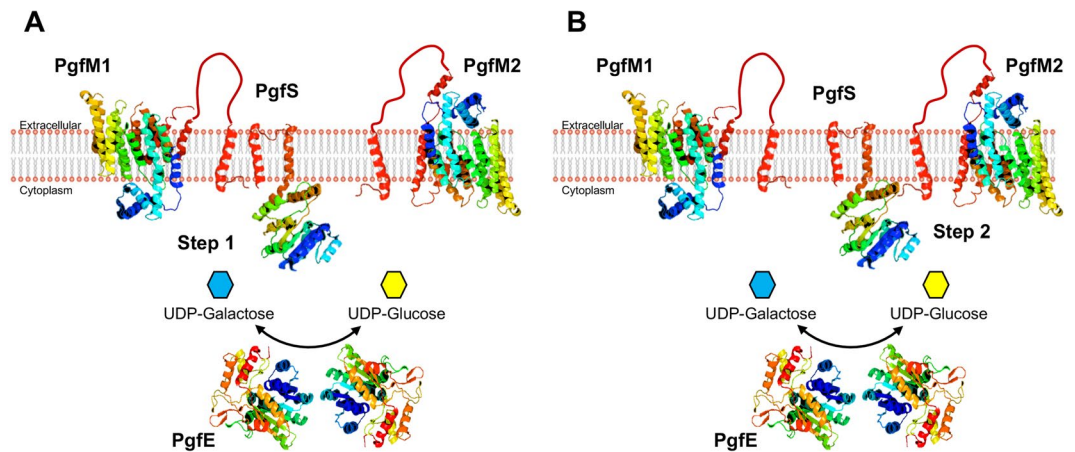 A
PgfM1
PgfS
PgfM2
Extracellular
Cytoplasm
Step 1
UDP-Galactose
UDP-Glucose
PgfE
B
PgfM1
PgfS
PgfM2
Extracellular
Cytoplasm
Step 2
UDP-Galactose
UDP-Glucose
PgfE